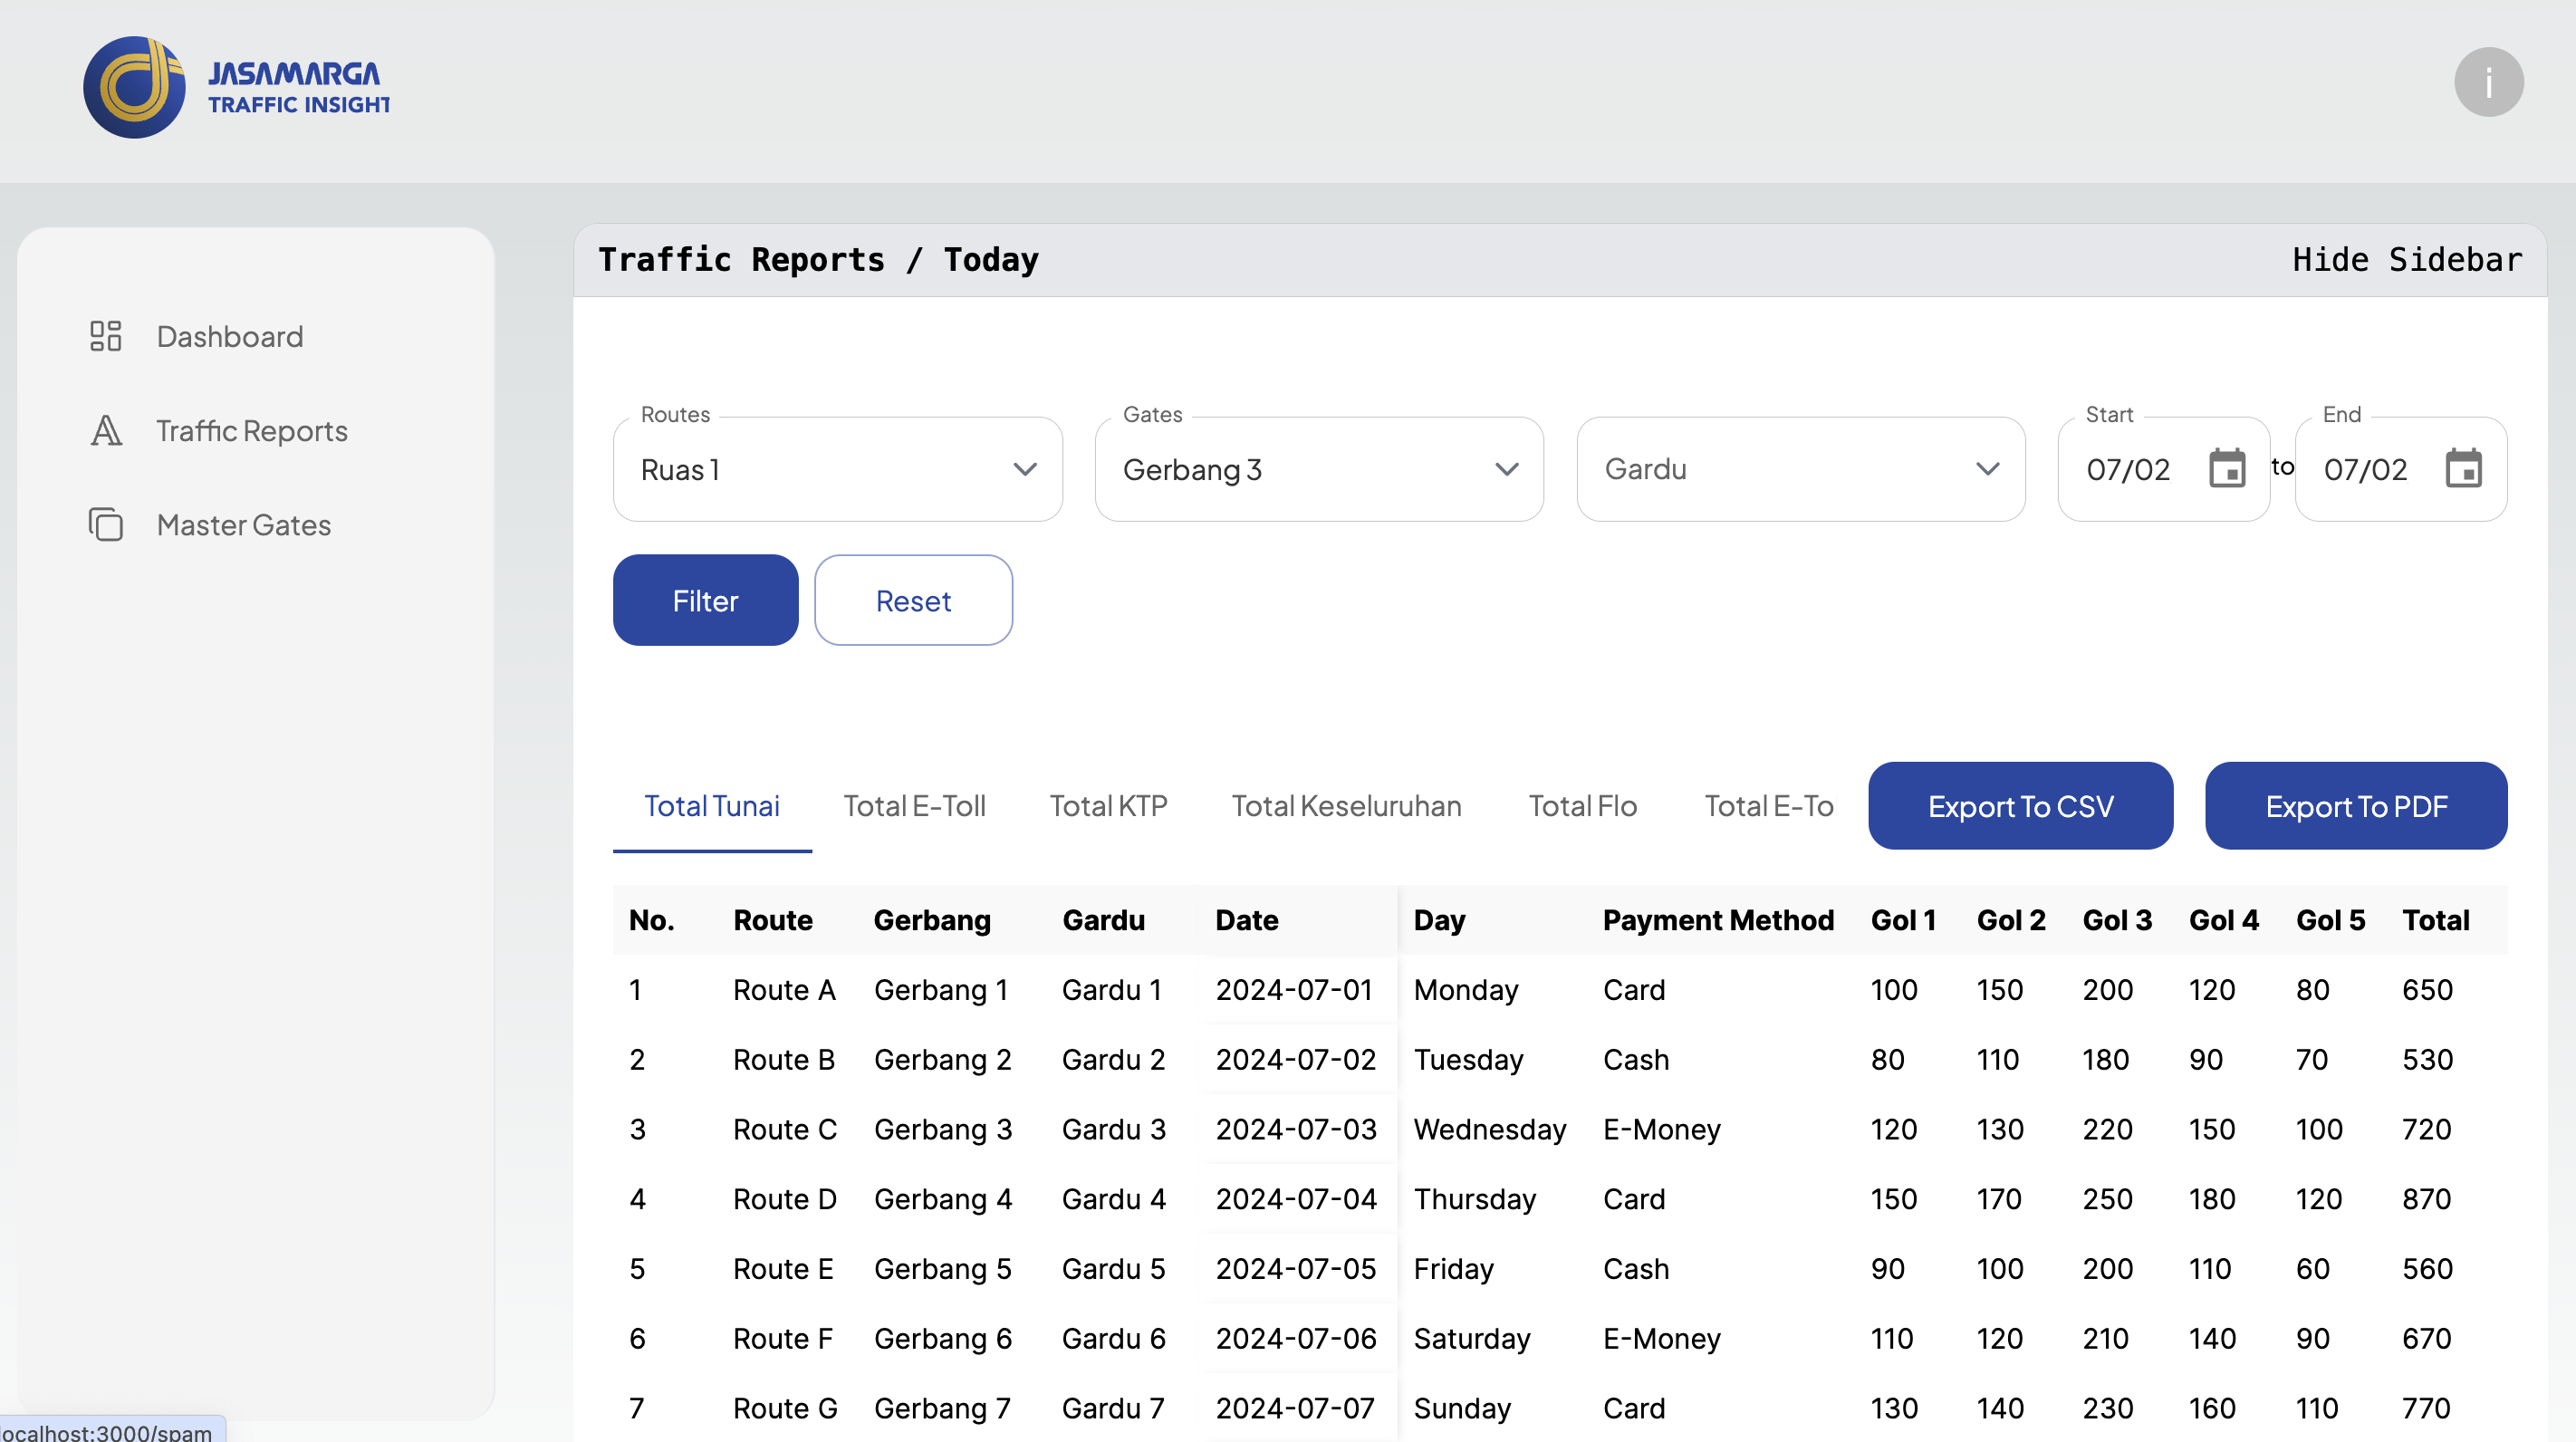 JASAMARGA
TRAFFIC INSIGHT
i
Dashboard
Traffic Reports
Master Gates
Traffic Reports / Today
Hide Sidebar
Routes
Ruas 1
Gates
Gerbang 3
Gardu
Start
07/02
to
End
07/02
Filter
Reset
Total Tunai
Total E-Toll
Total KTP
Total Keseluruhan
Total Flo
Total E-To
Export To CSV
Export To PDF
No. Route Gerbang Gardu Date Day Payment Method Gol 1 Gol 2 Gol 3 Gol 4 Gol 5 Total
1 Route A Gerbang 1 Gardu 1 2024-07-01 Monday Card 100 150 200 120 80 650
2 Route B Gerbang 2 Gardu 2 2024-07-02 Tuesday Cash 80 110 180 90 70 530
3 Route C Gerbang 3 Gardu 3 2024-07-03 Wednesday E-Money 120 130 220 150 100 720
4 Route D Gerbang 4 Gardu 4 2024-07-04 Thursday Card 150 170 250 180 120 870
5 Route E Gerbang 5 Gardu 5 2024-07-05 Friday Cash 90 100 200 110 60 560
6 Route F Gerbang 6 Gardu 6 2024-07-06 Saturday E-Money 110 120 210 140 90 670
7 Route G Gerbang 7 Gardu 7 2024-07-07 Sunday Card 130 140 230 160 110 770
localhost:3000/spam